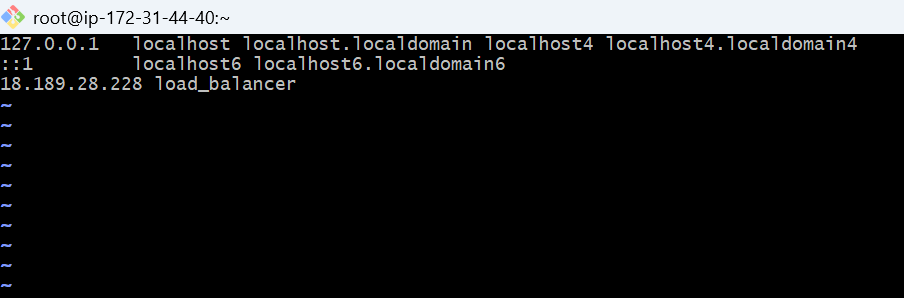 root@ip-172-31-44-40:~
127.0.0.1   localhost localhost.localdomain localhost4 localhost4.localdomain4
::1         localhost6 localhost6.localdomain6
18.189.28.228 load_balancer
~
~
~
~
~
~
~
~
~
~